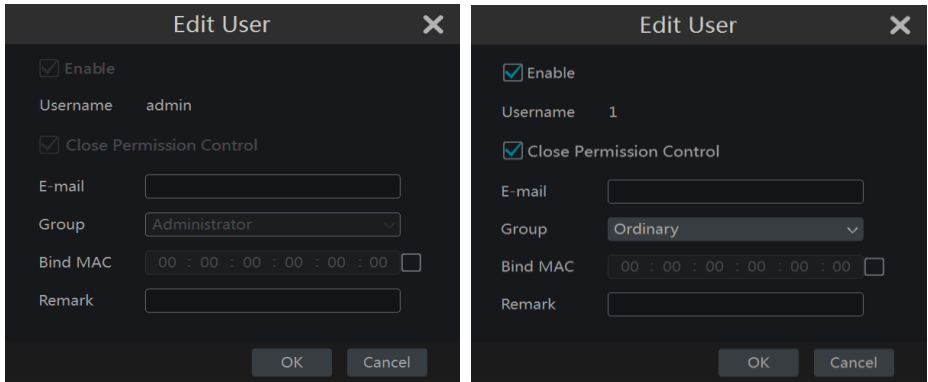 Edit User
Enable
Username admin
Close Permission Control
E-mail
Group Administrator
Bind MAC 00 : 00 : 00 : 00 : 00 : 00
Remark
OK Cancel
Edit User
Enable
Username 1
Close Permission Control
E-mail
Group Ordinary
Bind MAC 00 : 00 : 00 : 00 : 00 : 00
Remark
OK Cancel